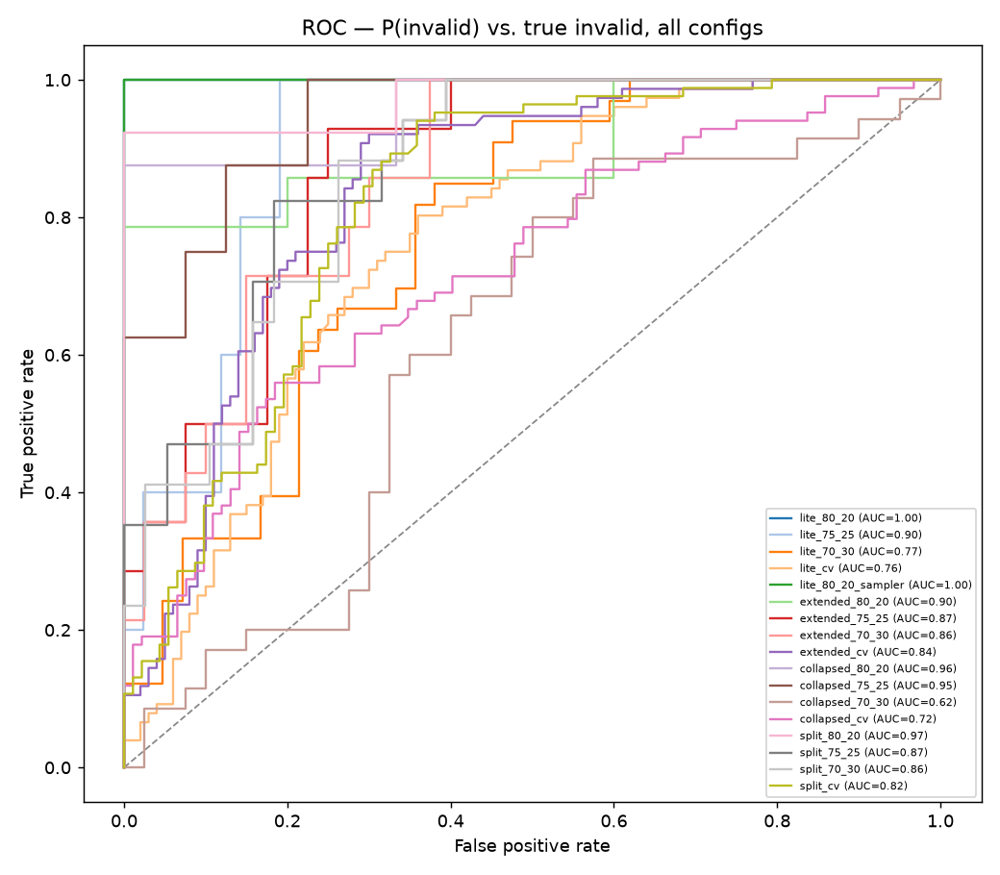 ROC — P(invalid) vs. true invalid, all configs
True positive rate
1.0
0.8
0.6
0.4
0.2
0.0
0.0 0.2 0.4 0.6 0.8 1.0
False positive rate
lite_80_20 (AUC=1.00)
lite_75_25 (AUC=0.90)
lite_70_30 (AUC=0.77)
lite_cv (AUC=0.76)
lite_80_20_sampler (AUC=1.00)
extended_80_20 (AUC=0.90)
extended_75_25 (AUC=0.87)
extended_70_30 (AUC=0.86)
extended_cv (AUC=0.84)
collapsed_80_20 (AUC=0.96)
collapsed_75_25 (AUC=0.95)
collapsed_70_30 (AUC=0.62)
collapsed_cv (AUC=0.72)
split_80_20 (AUC=0.97)
split_75_25 (AUC=0.87)
split_70_30 (AUC=0.86)
split_cv (AUC=0.82)